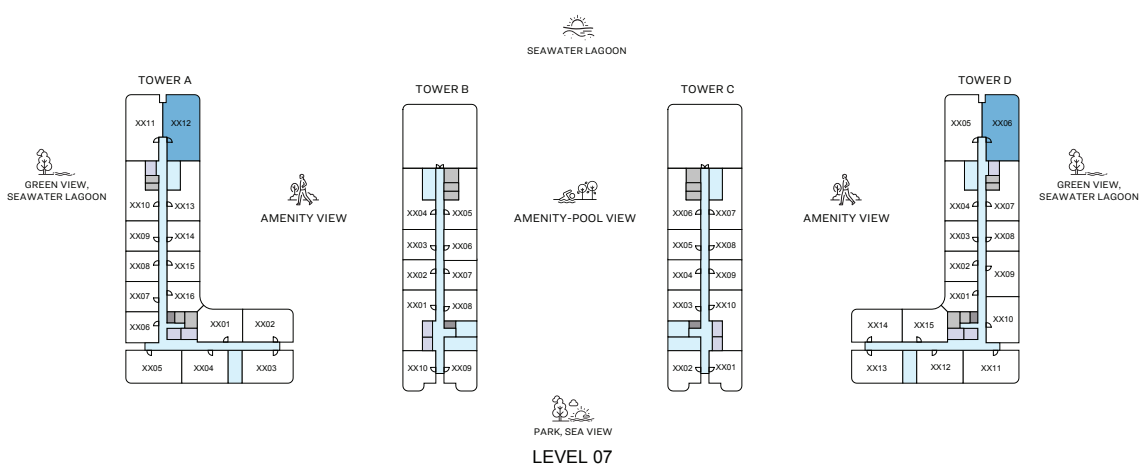 SEAWATER LAGOON
TOWER A
TOWER B
TOWER C
TOWER D
XX11
XX12
XX10
XX13
XX09
XX14
XX08
XX15
XX07
XX16
XX06
XX01
XX02
XX05
XX04
XX03
XX04
XX05
XX03
XX06
XX02
XX07
XX01
XX08
XX10
XX09
XX06
XX07
XX05
XX08
XX04
XX09
XX03
XX10
XX02
XX01
XX05
XX06
XX04
XX07
XX03
XX08
XX02
XX09
XX01
XX10
XX14
XX15
XX13
XX12
XX11
GREEN VIEW,
SEAWATER LAGOON
AMENITY VIEW
AMENITY-POOL VIEW
AMENITY VIEW
GREEN VIEW,
SEAWATER LAGOON
PARK, SEA VIEW
LEVEL 07